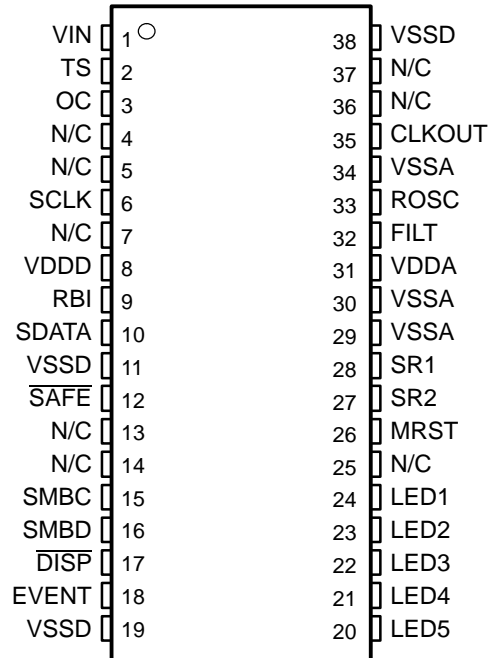 VIN 1 38 VSSD
TS 2 37 N/C
OC 3 36 N/C
N/C 4 35 CLKOUT
N/C 5 34 VSSA
SCLK 6 33 ROSC
N/C 7 32 FILT
VDDD 8 31 VDDA
RBI 9 30 VSSA
SDATA 10 29 VSSA
VSSD 11 28 SR1
SAFE 12 27 SR2
N/C 13 26 MRST
N/C 14 25 N/C
SMBC 15 24 LED1
SMBD 16 23 LED2
DISP 17 22 LED3
EVENT 18 21 LED4
VSSD 19 20 LED5